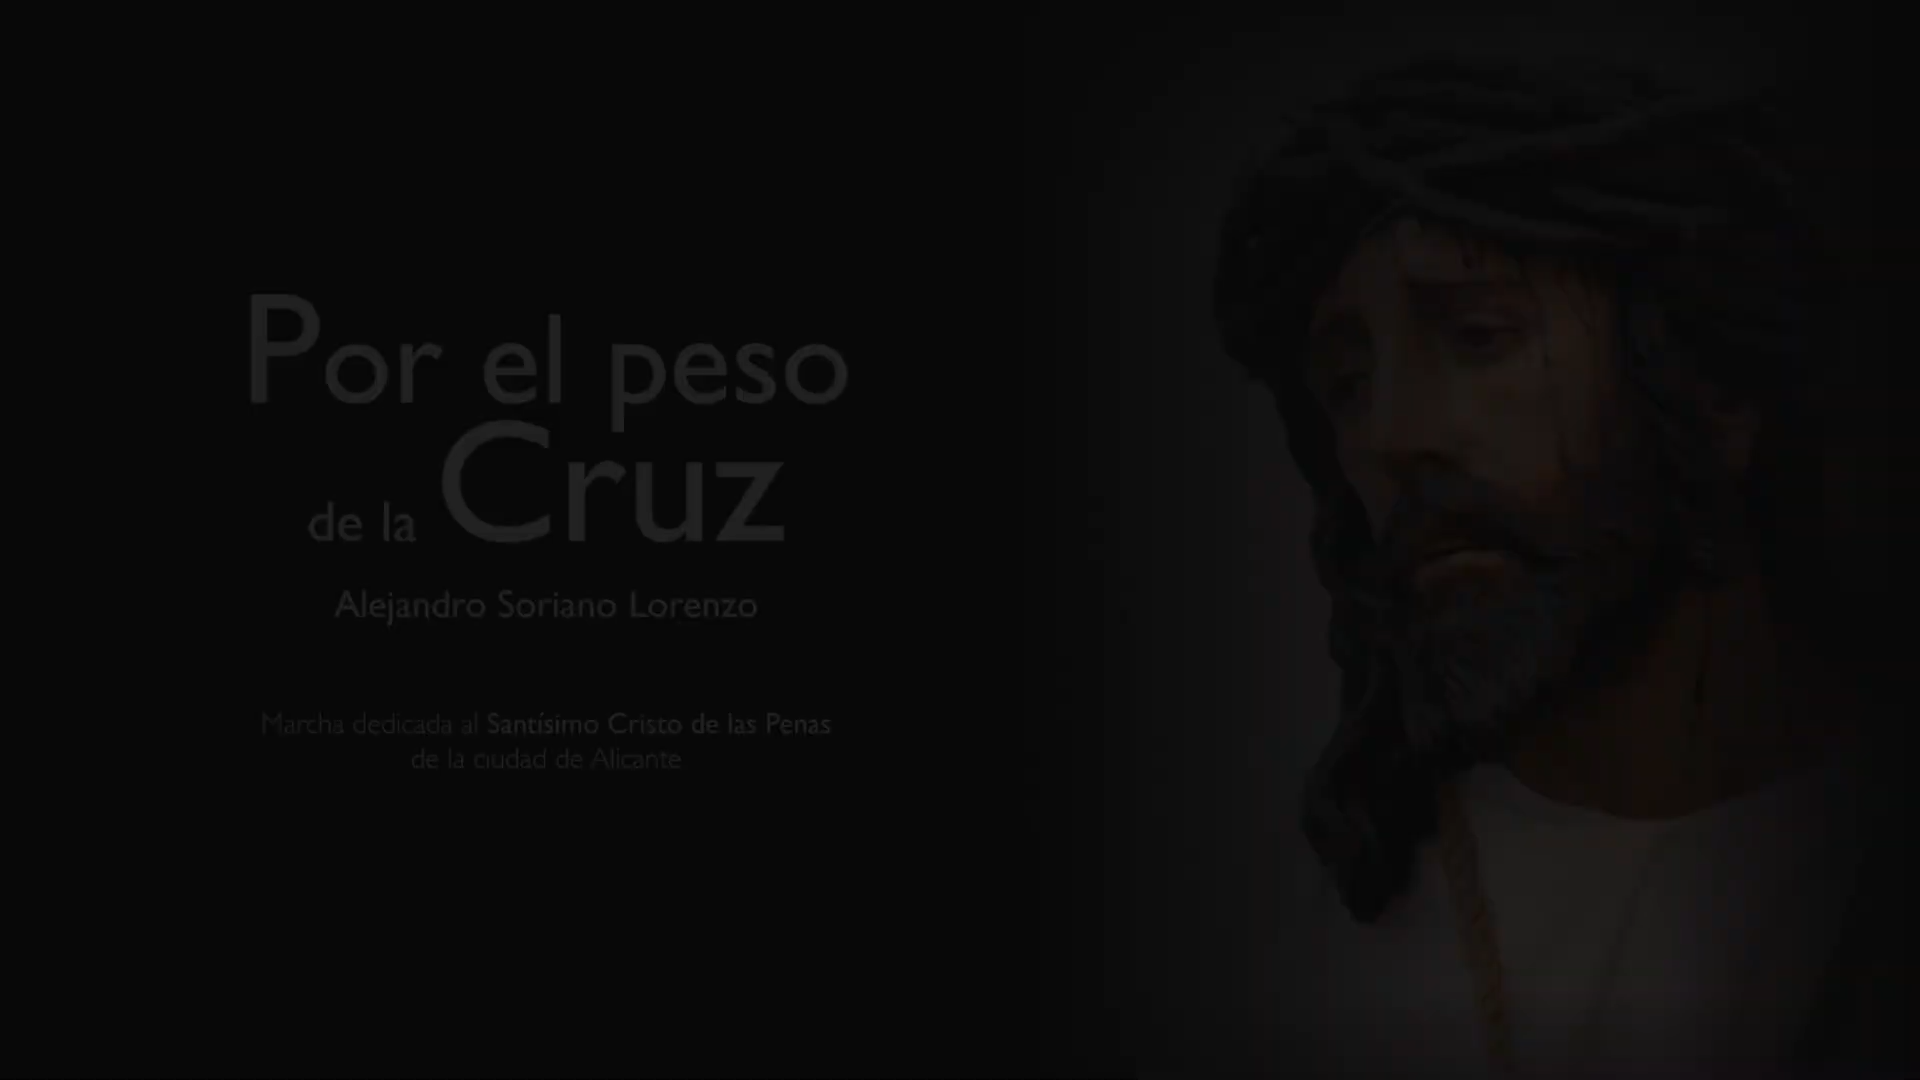 Por el peso
de la Cruz
Alejandro Soriano Lorenzo
Marcha dedicada al Santísimo Cristo de las Penas
de la ciudad de Alicante